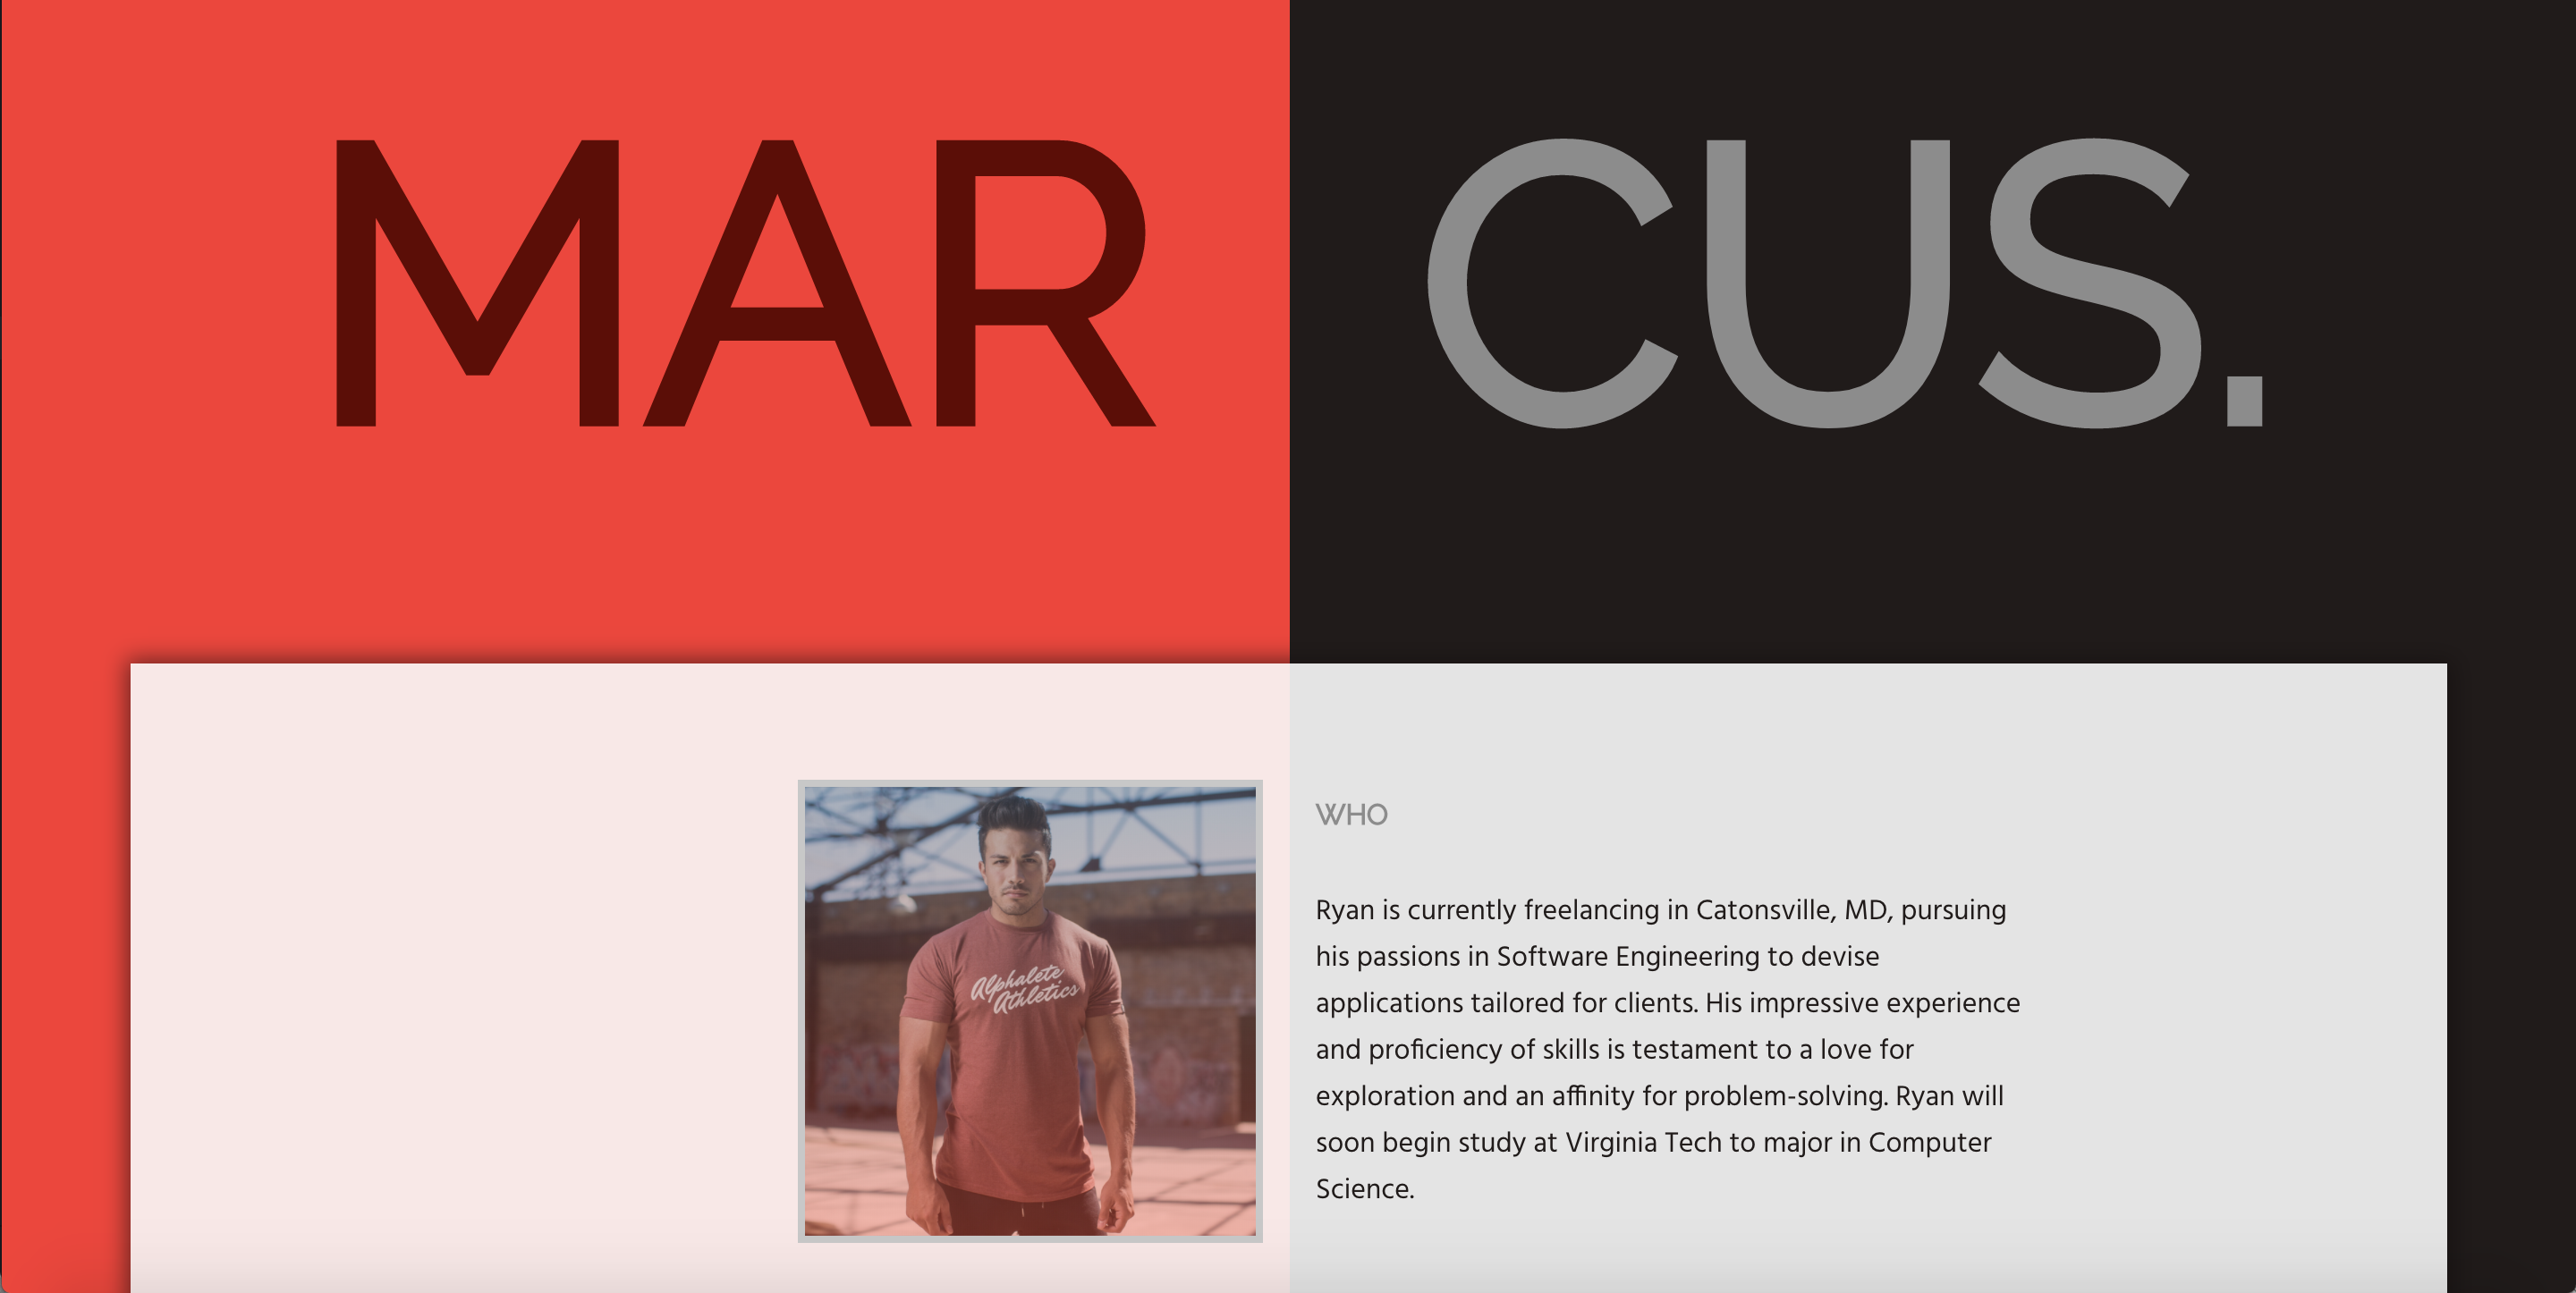 MARCUS.
WHO
Ryan is currently freelancing in Catonsville, MD, pursuing
his passions in Software Engineering to devise
applications tailored for clients. His impressive experience
and proficiency of skills is testament to a love for
exploration and an affinity for problem-solving. Ryan will
soon begin study at Virginia Tech to major in Computer
Science.
Alphalete
Athletics